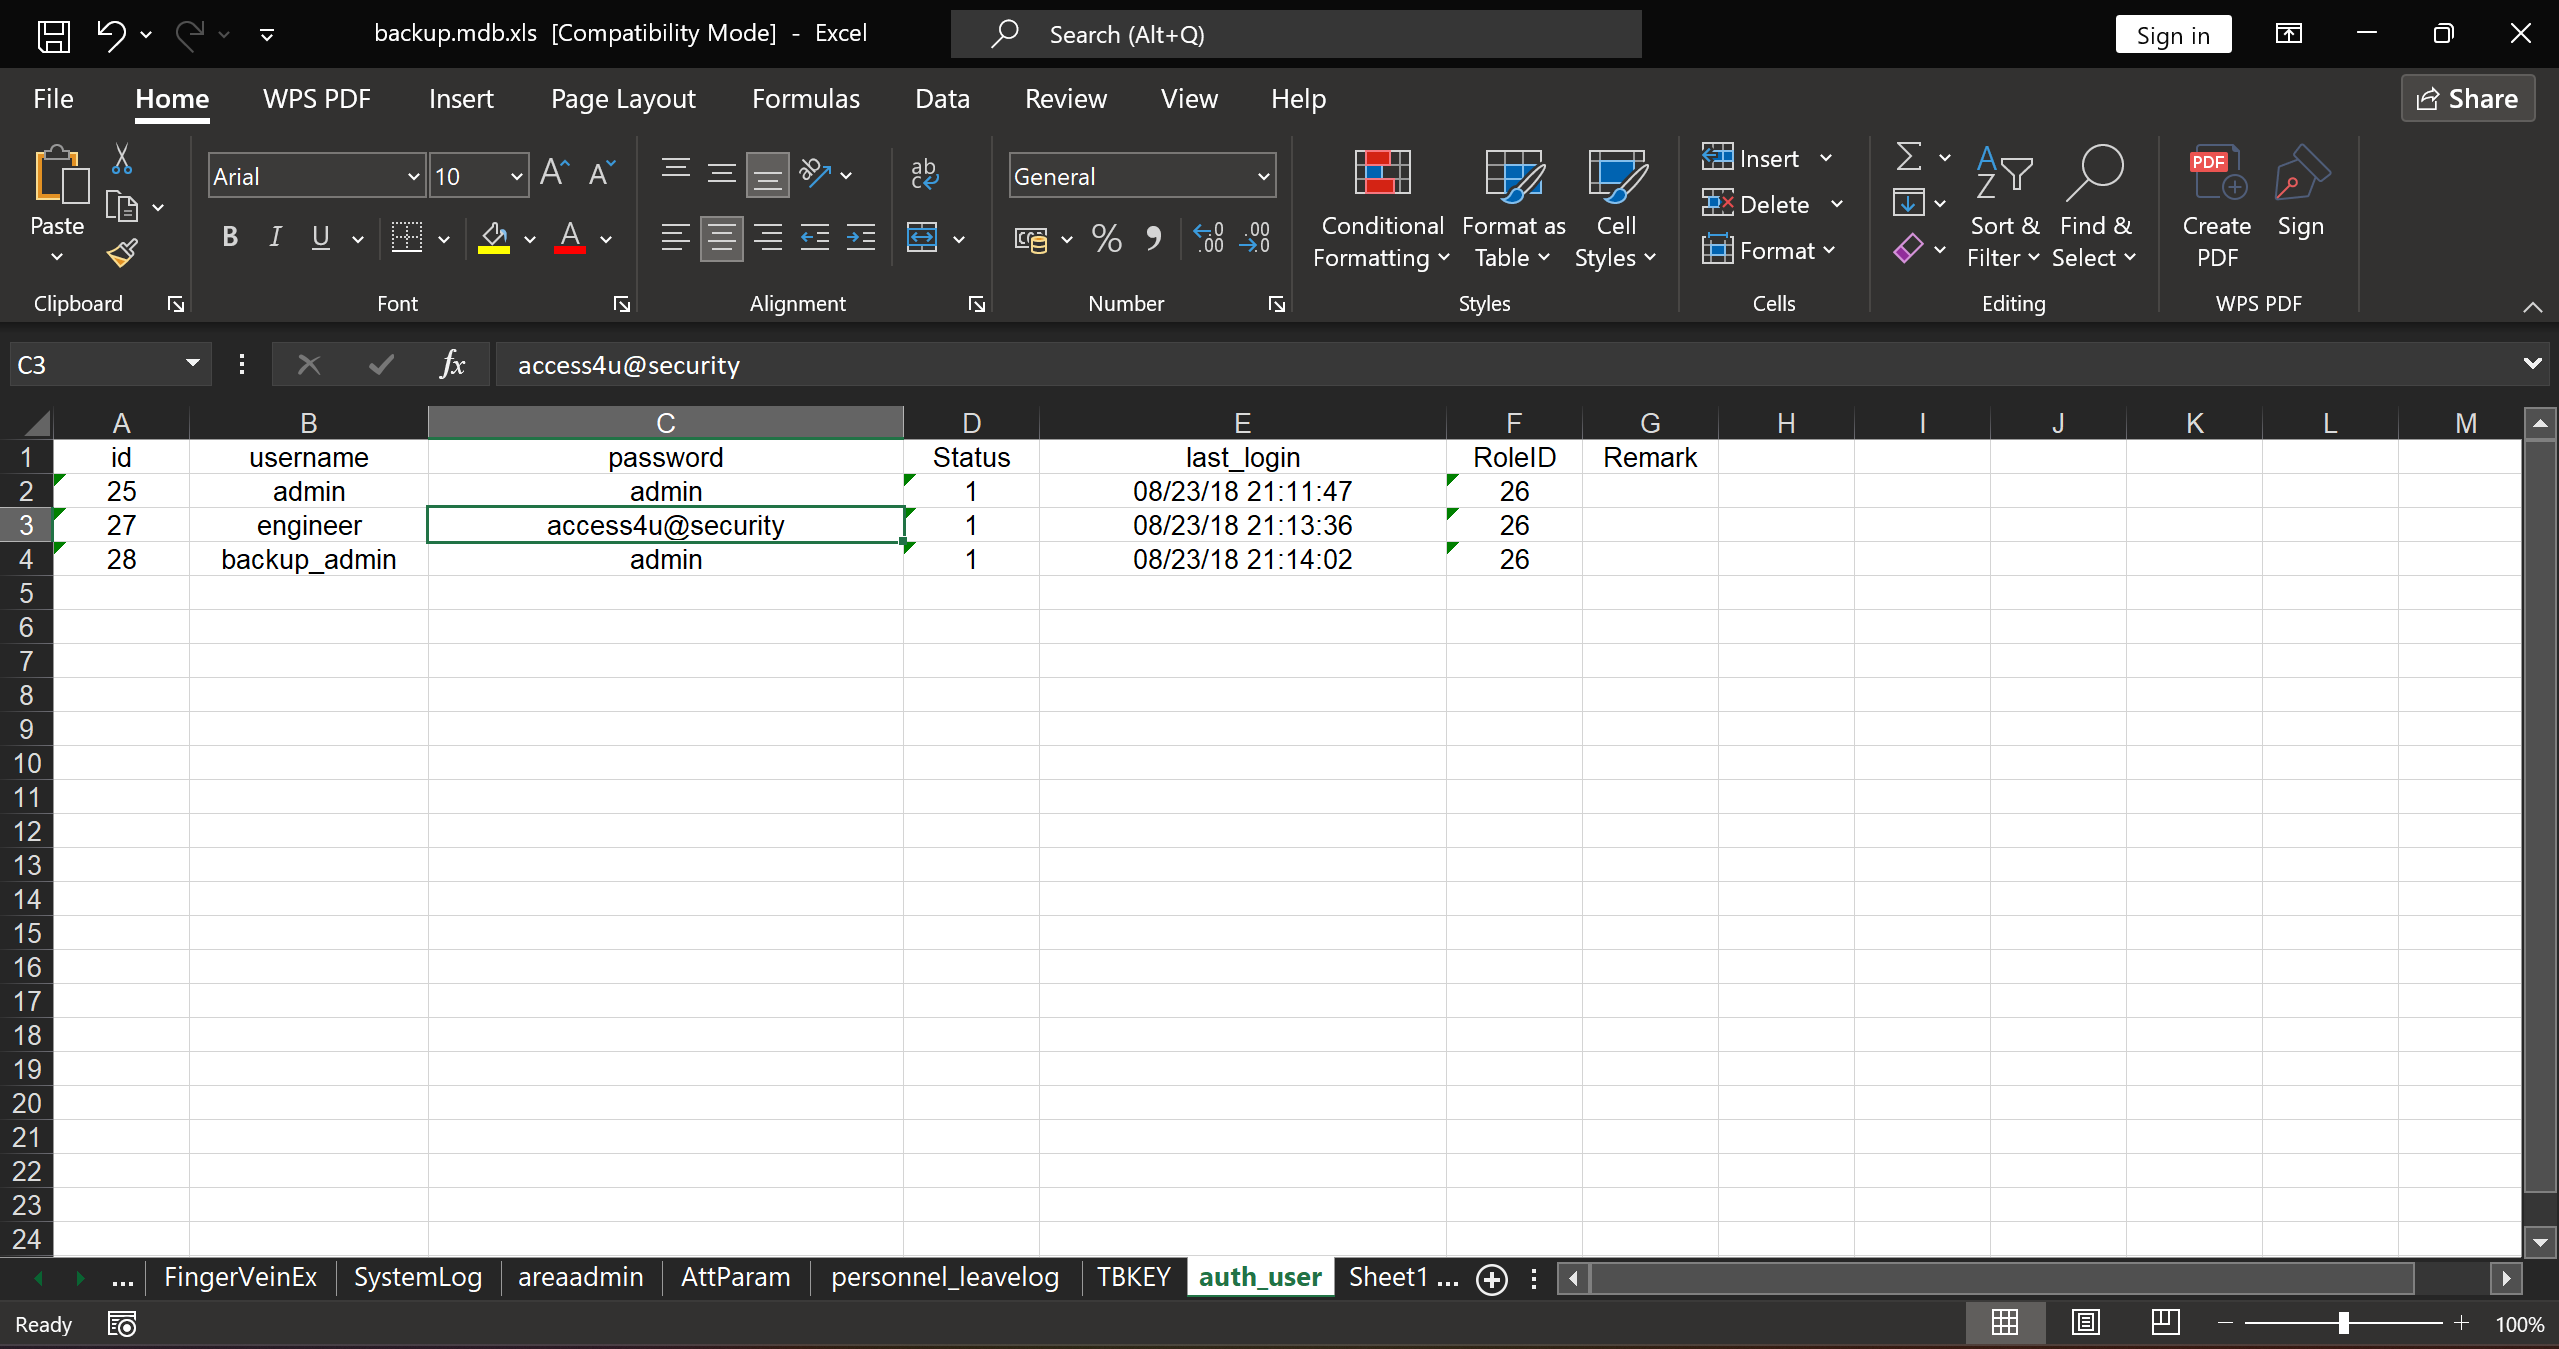 backup.mdb.xls [Compatibility Mode] - Excel
Search (Alt+Q)
Sign in
File Home WPS PDF Insert Page Layout Formulas Data Review View Help
Share
Paste
Clipboard
Arial 10
B I U
Font
ab
c
Alignment
General
% .00 .00
Number
Conditional Formatting
Format as Table
Cell Styles
Styles
Insert
Delete
Format
Cells
Sort & Filter
Find & Select
Editing
PDF
Create PDF
Sign
WPS PDF
C3 fx access4u@security
A B C D E F G H I J K L M
1 id username password Status last_login RoleID Remark
2 25 admin admin 1 08/23/18 21:11:47 26
3 27 engineer access4u@security 1 08/23/18 21:13:36 26
4 28 backup_admin admin 1 08/23/18 21:14:02 26
5
6
7
8
9
10
11
12
13
14
15
16
17
18
19
20
21
22
23
24
... FingerVeinEx SystemLog areaadmin AttParam personnel_leavelog TBKEY auth_user Sheet1 ...
Ready
100%